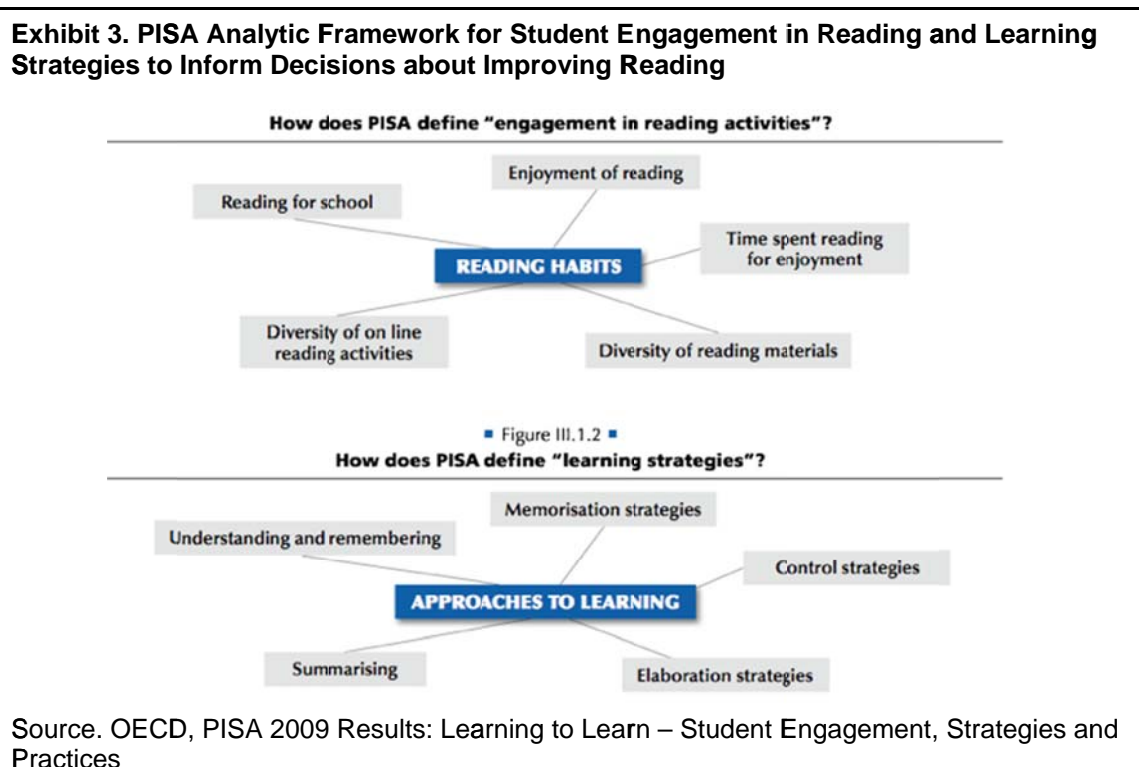 Exhibit 3. PISA Analytic Framework for Student Engagement in Reading and Learning
Strategies to Inform Decisions about Improving Reading
How does PISA define “engagement in reading activities”?
Enjoyment of reading
Reading for school
Time spent reading
for enjoyment
READING HABITS
Diversity of on line
reading activities
Diversity of reading materials
▪ Figure III.1.2 ▪
How does PISA define “learning strategies”?
Memorisation strategies
Understanding and remembering
Control strategies
APPROACHES TO LEARNING
Summarising
Elaboration strategies
Source. OECD, PISA 2009 Results: Learning to Learn – Student Engagement, Strategies and
Practices